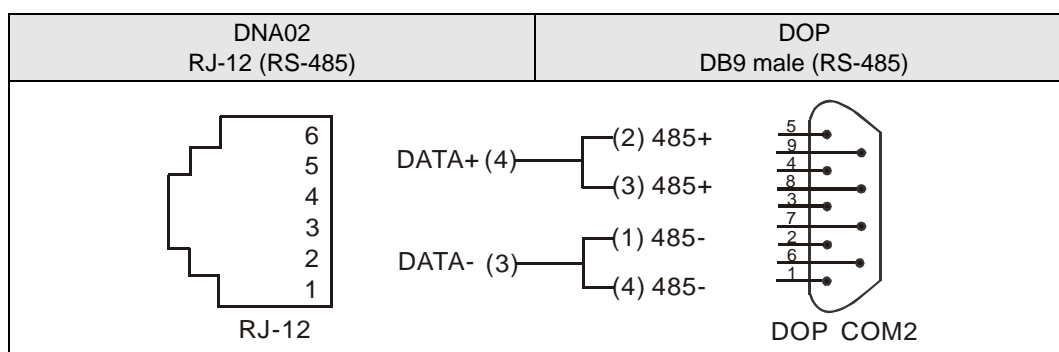 DNA02
RJ-12 (RS-485)
DOP
DB9 male (RS-485)
6
5
4
3
2
1
RJ-12
DATA+ (4)
(2) 485+
(3) 485+
DATA- (3)
(1) 485-
(4) 485-
5
9
4
8
3
7
2
6
1
DOP COM2